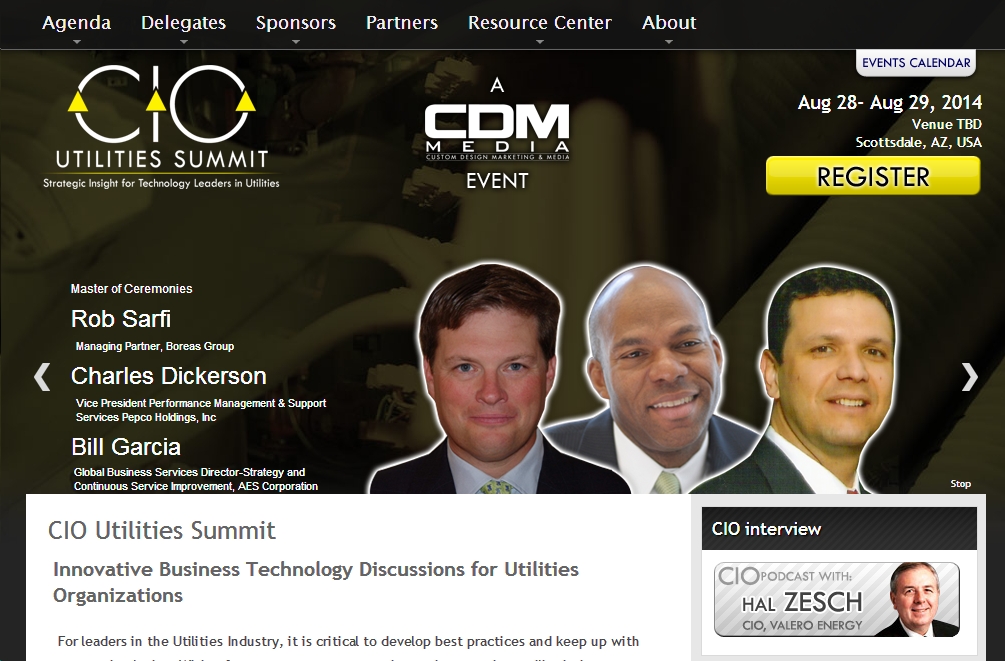 Agenda Delegates Sponsors Partners Resource Center About
EVENTS CALENDAR
CIO
UTILITIES SUMMIT
Strategic Insight for Technology Leaders in Utilities
A
CDM
MEDIA
CUSTOM DESIGN MARKETING & MEDIA
EVENT
Aug 28- Aug 29, 2014
Venue TBD
Scottsdale, AZ, USA
REGISTER
Master of Ceremonies
Rob Sarfi
Managing Partner, Boreas Group
Charles Dickerson
Vice President Performance Management & Support
Services Pepco Holdings, Inc
Bill Garcia
Global Business Services Director-Strategy and
Continuous Service Improvement, AES Corporation
Stop
CIO Utilities Summit
Innovative Business Technology Discussions for Utilities
Organizations
For leaders in the Utilities Industry, it is critical to develop best practices and keep up with
CIO interview
CIO PODCAST WITH:
HAL ZESCH
CIO, VALERO ENERGY